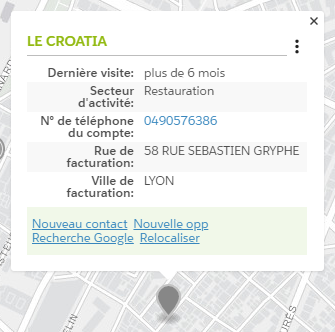 ×
LE CROATIA
Dernière visite: plus de 6 mois
Secteur d'activité: Restauration
N° de téléphone du compte: 0490576386
Rue de facturation: 58 RUE SEBASTIEN GRYPHE
Ville de facturation: LYON
Nouveau contact Nouvelle opp
Recherche Google Relocaliser